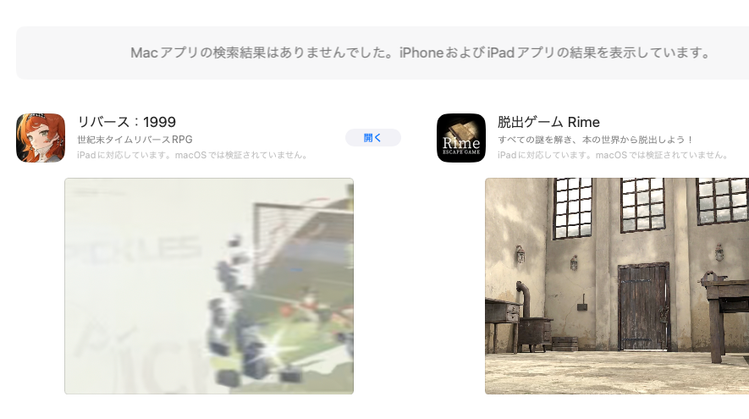 Macアプリの検索結果はありませんでした。iPhoneおよびiPadアプリの結果を表示しています。
リバース：1999
世紀末タイムリバースRPG
iPadに対応しています。macOSでは検証されていません。
開く
脱出ゲーム Rime
すべての謎を解き、本の世界から脱出しよう！
iPadに対応しています。macOSでは検証されていません。
Rime
ESCAPE GAME
PICKLES